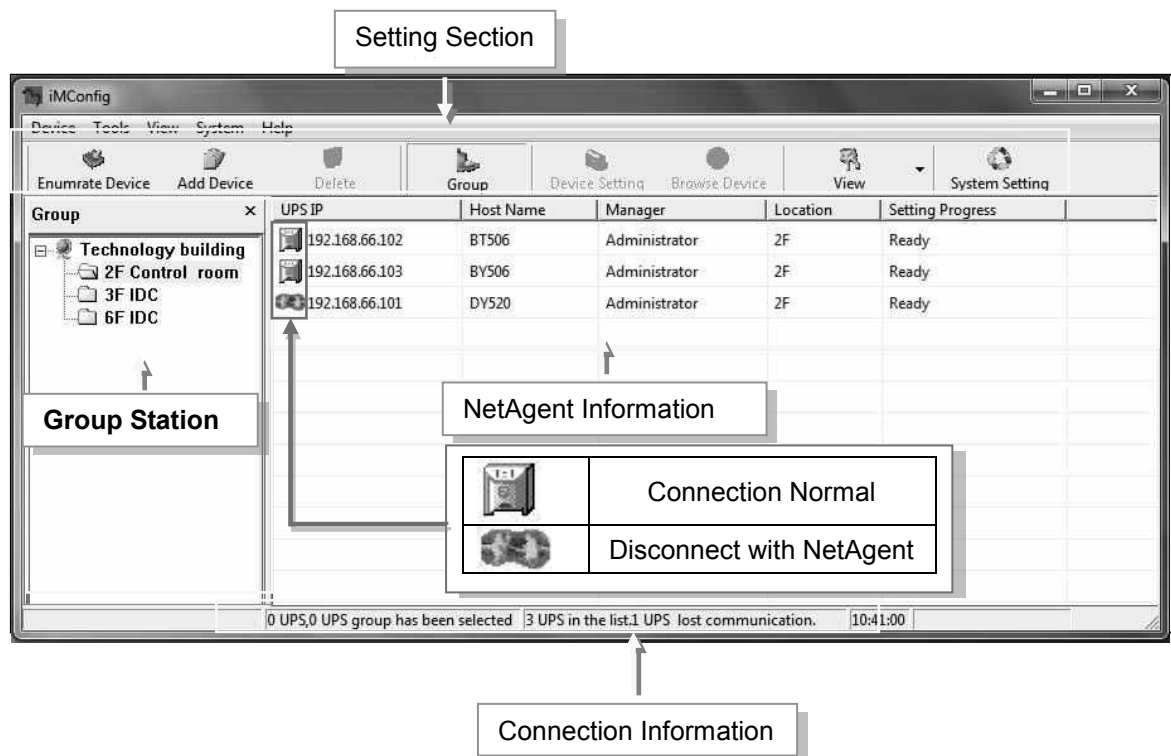 Setting Section
iMConfig
Device Tools View System Help
Enumrate Device Add Device Delete Group Device Setting Browse Device View System Setting
Group
UPS IP Host Name Manager Location Setting Progress
Technology building
2F Control room
3F IDC
6F IDC
192.168.66.102 BT506 Administrator 2F Ready
192.168.66.103 BY506 Administrator 2F Ready
192.168.66.101 DY520 Administrator 2F Ready
Group Station
NetAgent Information
Connection Normal
Disconnect with NetAgent
0 UPS,0 UPS group has been selected 3 UPS in the list.1 UPS lost communication. 10:41:00
Connection Information